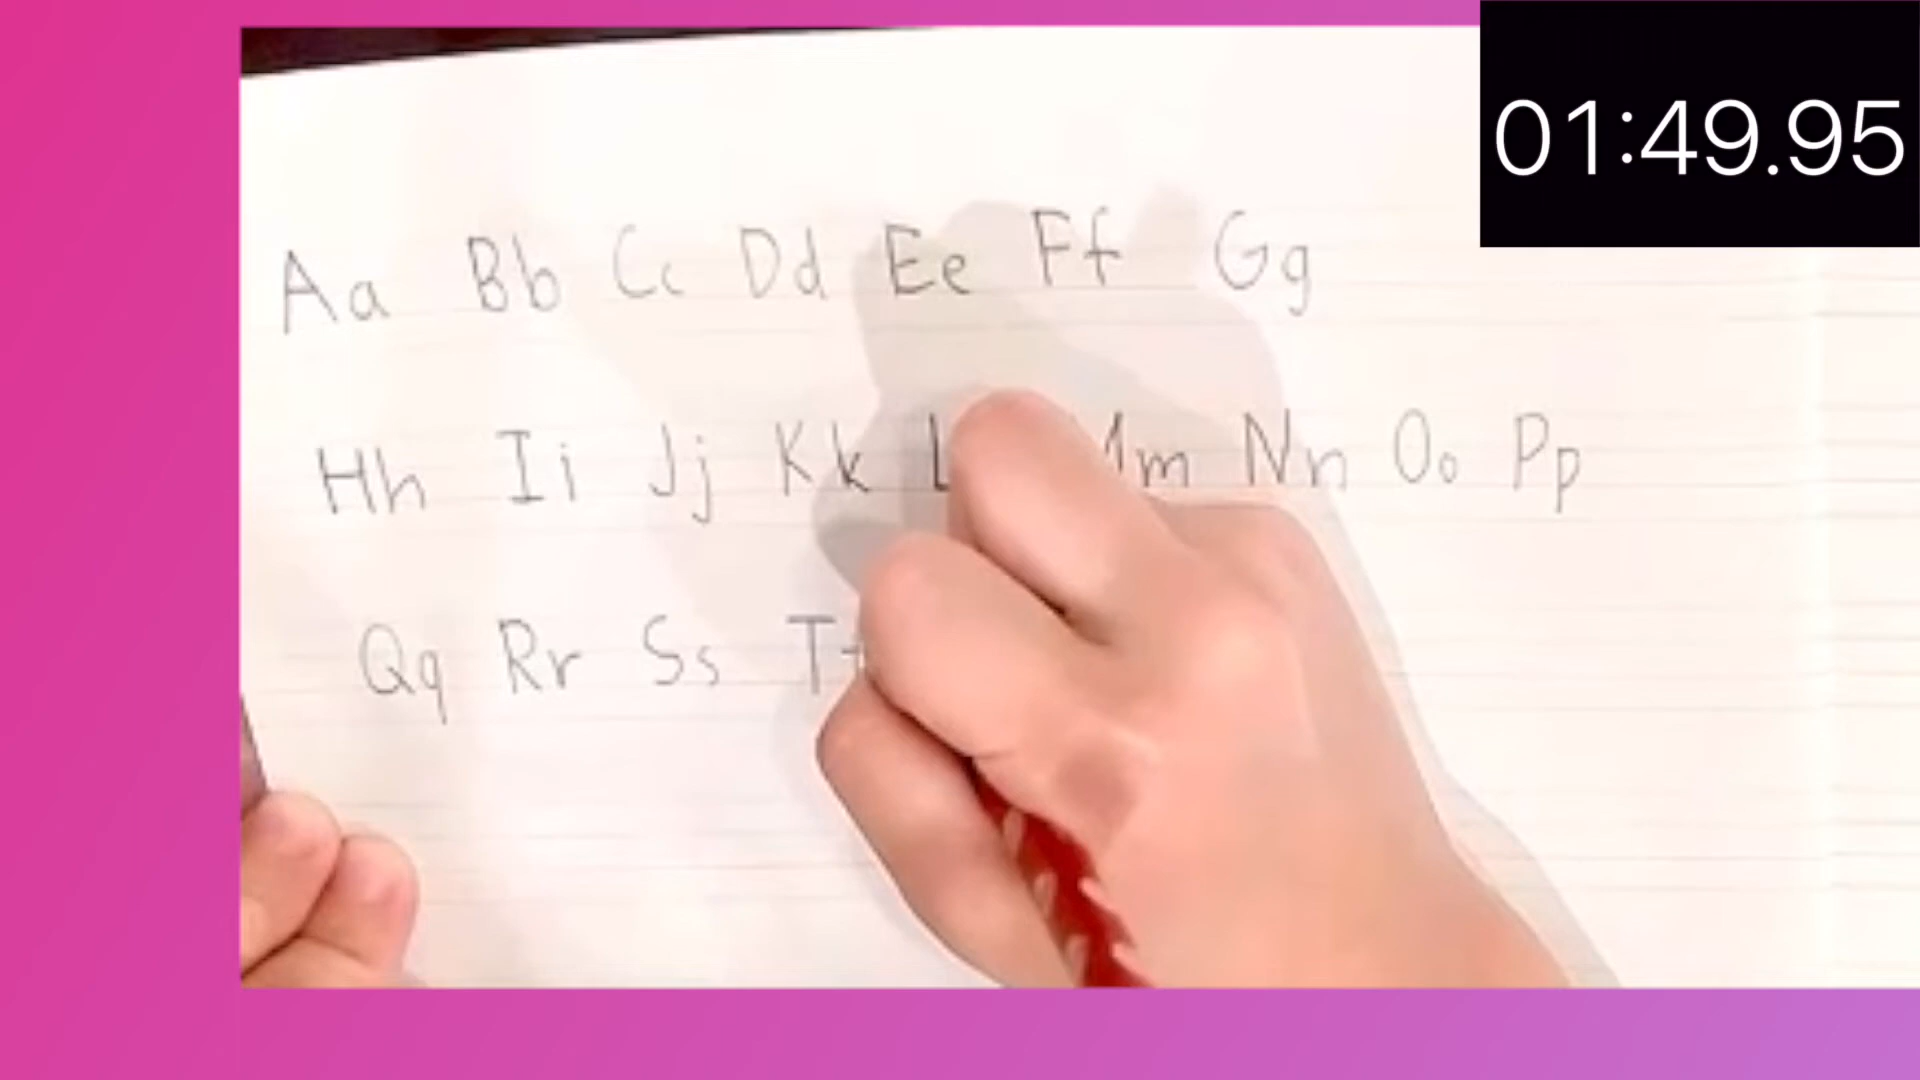 01:49.95
Aa Bb Cc Dd Ee Ff Gg
Hh Ii Jj Kk L Mm Nn Oo Pp
Qq Rr Ss Tt